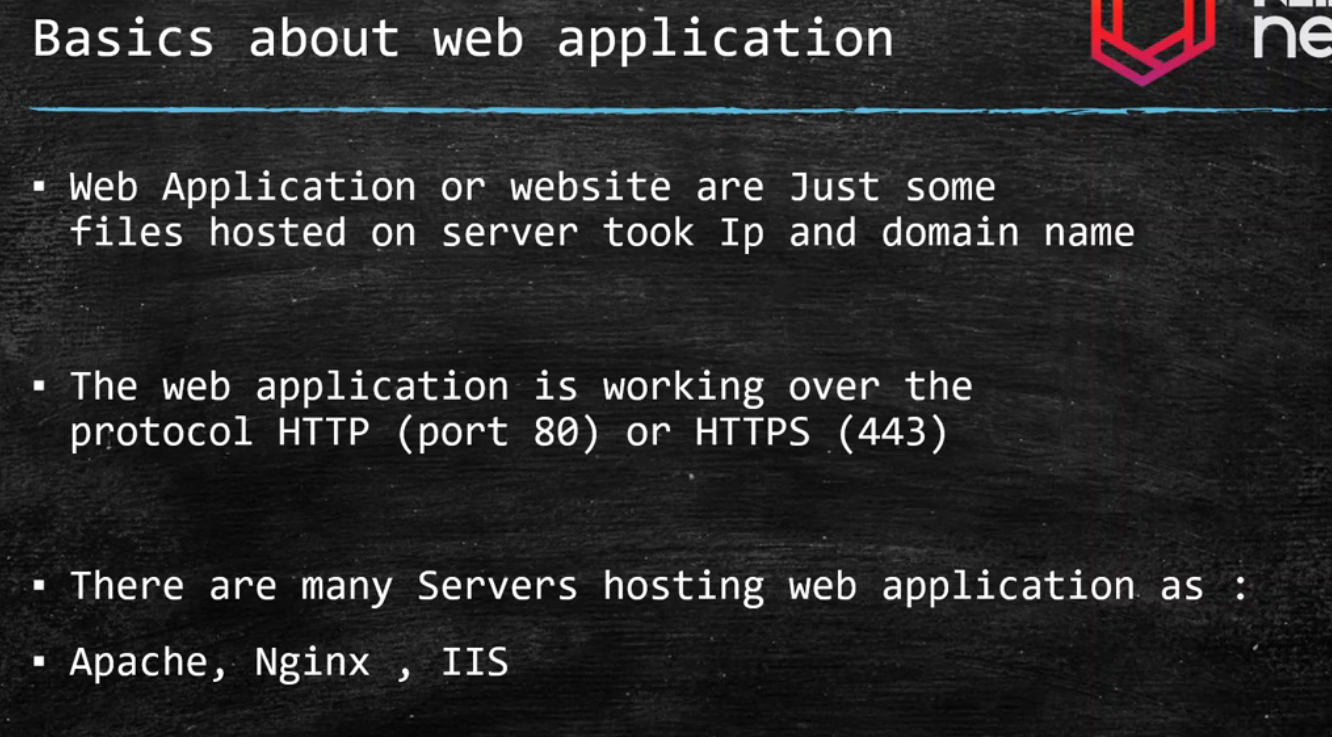 Basics about web application
▪ Web Application or website are Just some
files hosted on server took Ip and domain name
▪ The web application is working over the
protocol HTTP (port 80) or HTTPS (443)
▪ There are many Servers hosting web application as :
▪ Apache, Nginx , IIS